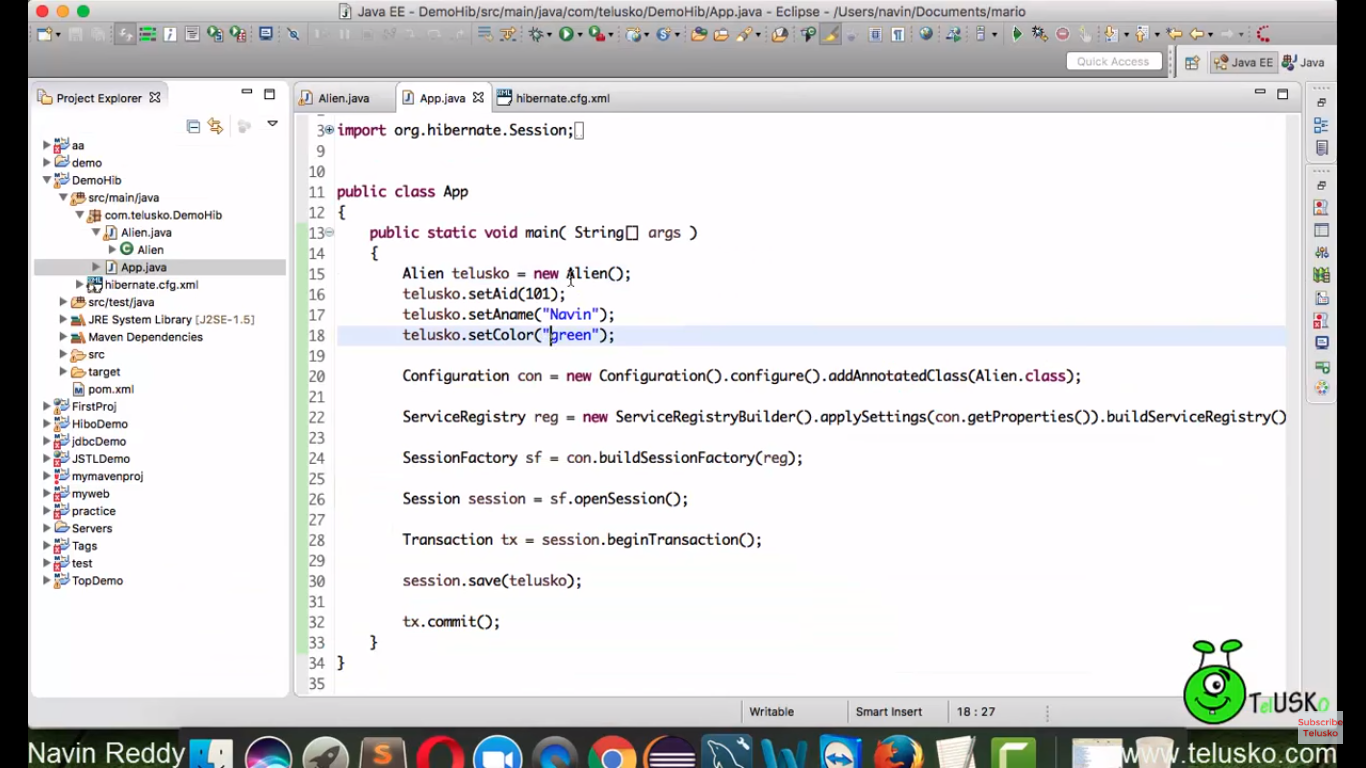 Java EE - DemoHib/src/main/java/com/telusko/DemoHib/App.java - Eclipse - /Users/navin/Documents/mario
Quick Access
Java EE
Java
Project Explorer
aa
demo
DemoHib
src/main/java
com.telusko.DemoHib
Alien.java
Alien
App.java
hibernate.cfg.xml
src/test/java
JRE System Library [J2SE-1.5]
Maven Dependencies
src
target
pom.xml
FirstProj
HiboDemo
jdbcDemo
JSTLDemo
mymavenproj
myweb
practice
Servers
Tags
test
TopDemo
Alien.java
App.java
hibernate.cfg.xml
3 import org.hibernate.Session;
9
10
11 public class App
12 {
13 public static void main( String[] args )
14 {
15 Alien telusko = new Alien();
16 telusko.setAid(101);
17 telusko.setAname("Navin");
18 telusko.setColor("green");
19
20 Configuration con = new Configuration().configure().addAnnotatedClass(Alien.class);
21
22 ServiceRegistry reg = new ServiceRegistryBuilder().applySettings(con.getProperties()).buildServiceRegistry()
23
24 SessionFactory sf = con.buildSessionFactory(reg);
25
26 Session session = sf.openSession();
27
28 Transaction tx = session.beginTransaction();
29
30 session.save(telusko);
31
32 tx.commit();
33 }
34 }
35
Writable
Smart Insert
18 : 27
TelUSKO
Subscribe
Telusko
Navin Reddy
www.telusko.com